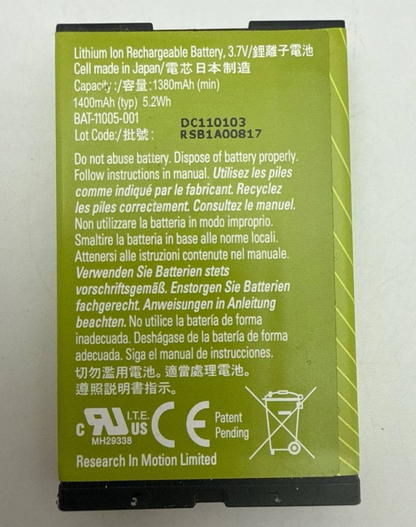 Lithium Ion Rechargeable Battery, 3.7V/鋰離子電池
Cell made in Japan/電芯日本制造
Capacity:/容量:1380mAh (min)
1400mAh (typ) 5.2Wh
BAT-11005-001
Lot Code:/批號:
DC110103
RSB1A00817
Do not abuse battery. Dispose of battery properly.
Follow instructions in manual. Utilisez les piles
comme indiqué par le fabricant. Recyclez
les piles correctement. Consultez le manuel.
Non utilizzare la batteria in modo improprio.
Smaltire la batteria in base alle norme locali.
Attenersi alle istruzioni contenute nel manuale.
Verwenden Sie Batterien stets
vorschriftsgemäß. Enstorgen Sie Batterien
fachgerecht. Anweisungen in Anleitung
beachten. No utilice la batería de forma
inadecuada. Deshágase de la batería de forma
adecuada. Siga el manual de instrucciones.
切勿濫用電池。適當處理電池。
遵照說明書指示。
c RU US
I.T.E.
MH29338
CE
Patent
Pending
Research In Motion Limited